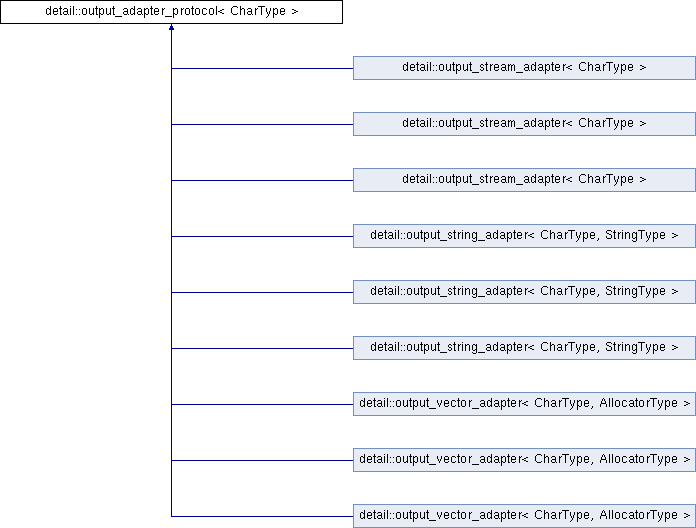 detail::output_adapter_protocol< CharType >
detail::output_stream_adapter< CharType >
detail::output_stream_adapter< CharType >
detail::output_stream_adapter< CharType >
detail::output_string_adapter< CharType, StringType >
detail::output_string_adapter< CharType, StringType >
detail::output_string_adapter< CharType, StringType >
detail::output_vector_adapter< CharType, AllocatorType >
detail::output_vector_adapter< CharType, AllocatorType >
detail::output_vector_adapter< CharType, AllocatorType >